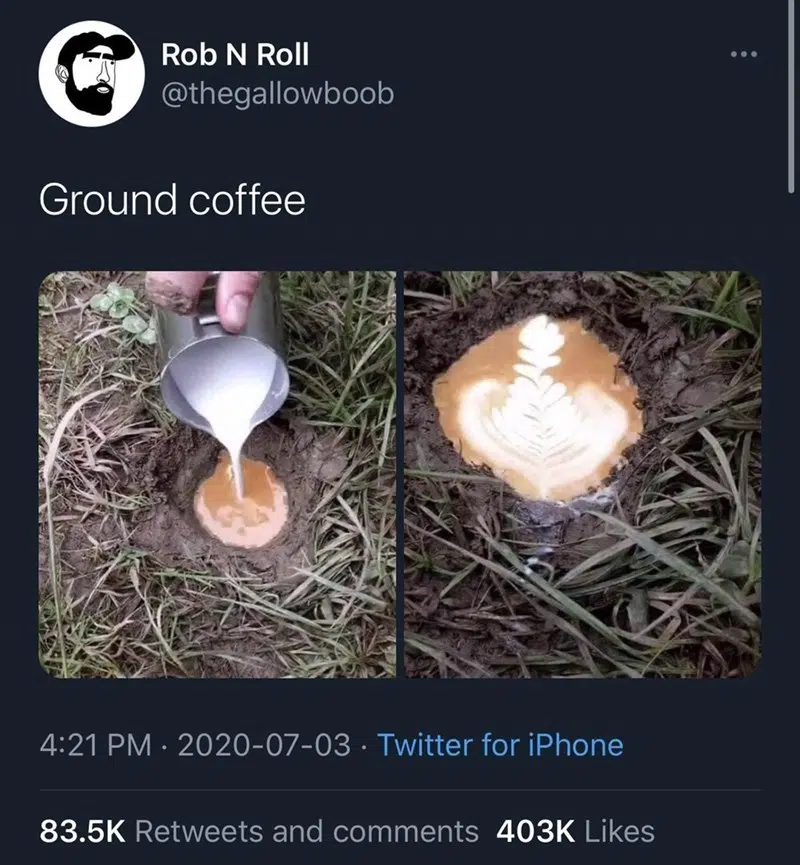 Rob N Roll
@thegallowboob
Ground coffee
4:21 PM · 2020-07-03 · Twitter for iPhone
83.5K Retweets and comments 403K Likes